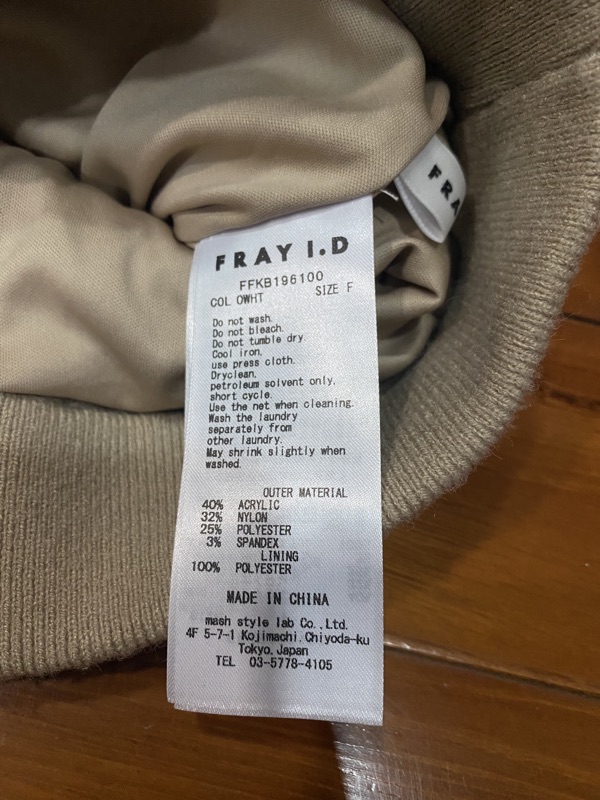 FRA
FRAY I.D
FFKB196100
COL OWHT SIZE F
Do not wash.
Do not bleach.
Do not tumble dry.
Cool iron.
use press cloth.
Dryclean.
petroleum solvent only,
short cycle.
Use the net when cleaning.
Wash the laundry
separately from
other laundry.
May shrink slightly when
washed.
OUTER MATERIAL
40% ACRYLIC
32% NYLON
25% POLYESTER
3% SPANDEX
LINING
100% POLYESTER
MADE IN CHINA
mash style lab Co.,Ltd.
4F 5-7-1 Kojimachi,Chiyoda-ku
Tokyo,Japan
TEL 03-5778-4105